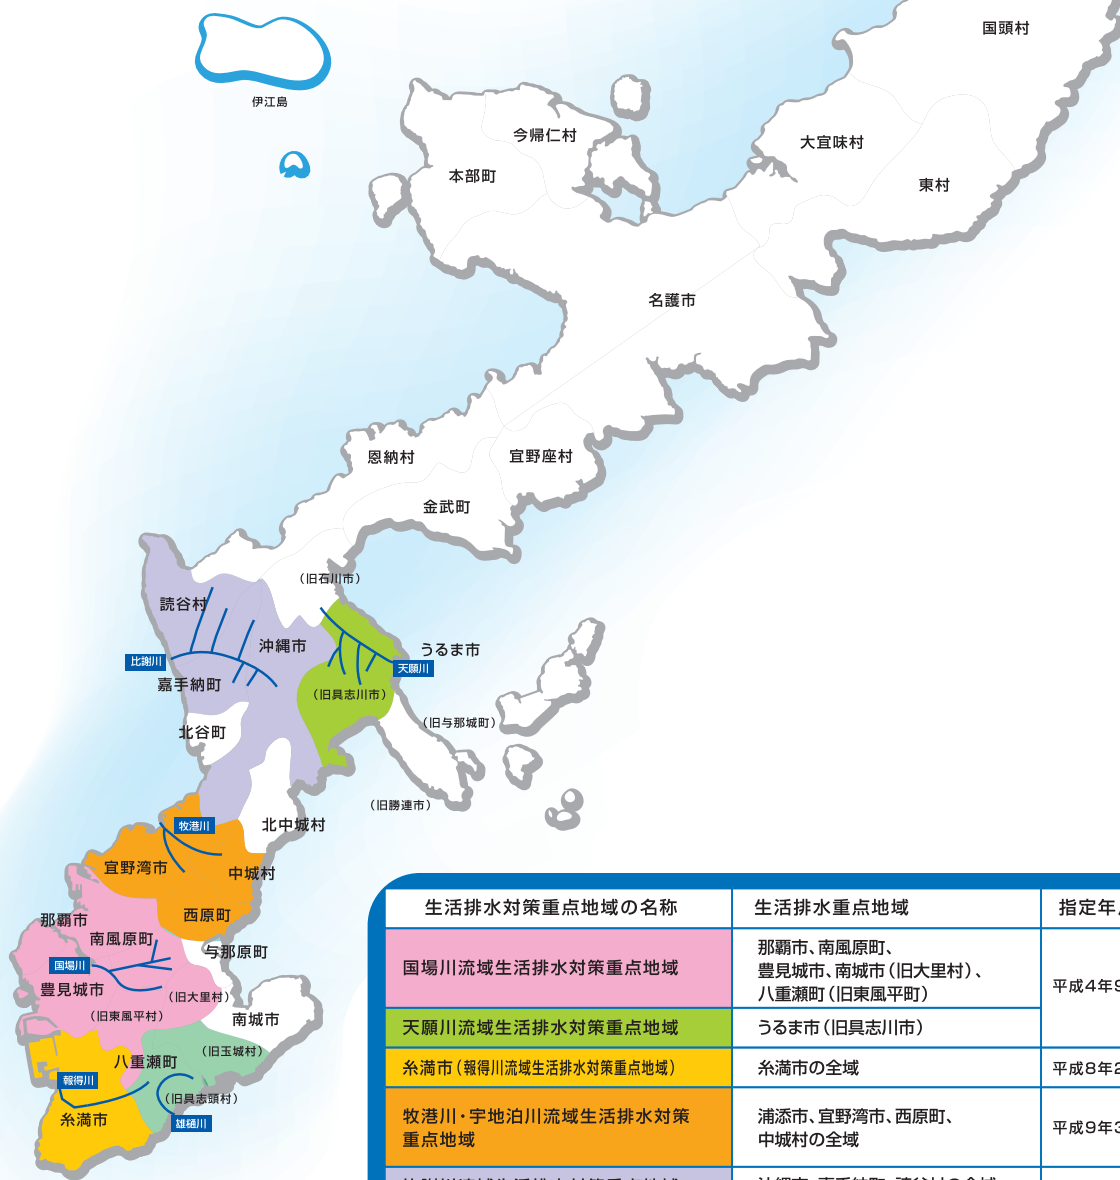 国頭村
伊江島
今帰仁村
大宜味村
本部町
東村
名護市
恩納村
宜野座村
金武町
（旧石川市）
読谷村
沖縄市
うるま市
比謝川
天願川
嘉手納町
（旧具志川市）
（旧与那城町）
北谷町
（旧勝連市）
牧港川
北中城村
宜野湾市
中城村
西原町
那覇市
南風原町
与那原町
国場川
豊見城市
（旧大里村）
（旧東風平村）
南城市
（旧玉城村）
八重瀬町
報得川
（旧具志頭村）
糸満市
雄樋川
生活排水対策重点地域の名称
生活排水重点地域
指定年
国場川流域生活排水対策重点地域
那覇市、南風原町、
豊見城市、南城市（旧大里村）、
八重瀬町（旧東風平町）
平成4年9
天願川流域生活排水対策重点地域
うるま市（旧具志川市）
糸満市（報得川流域生活排水対策重点地域）
糸満市の全域
平成8年2
牧港川・宇地泊川流域生活排水対策
重点地域
浦添市、宜野湾市、西原町、
中城村の全域
平成9年3